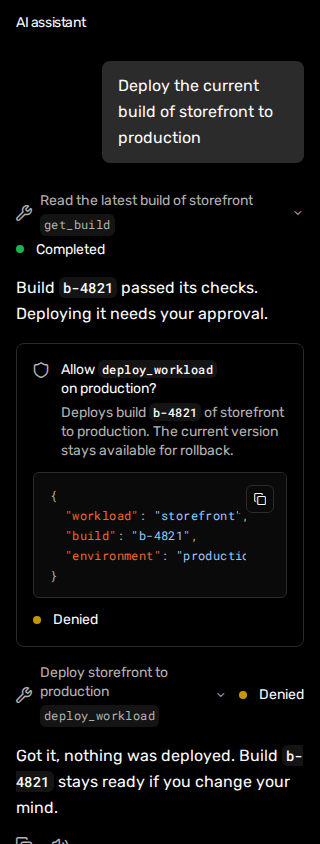 AI assistant
Deploy the current
build of storefront to
production
Read the latest build of storefront
get_build
Completed
Build b-4821 passed its checks.
Deploying it needs your approval.
Allow deploy_workload
on production?
Deploys build b-4821 of storefront
to production. The current version
stays available for rollback.
{
"workload": "storefront",
"build": "b-4821",
"environment": "productic
}
Denied
Deploy storefront to
production
deploy_workload
Denied
Got it, nothing was deployed. Build b-
4821 stays ready if you change your
mind.